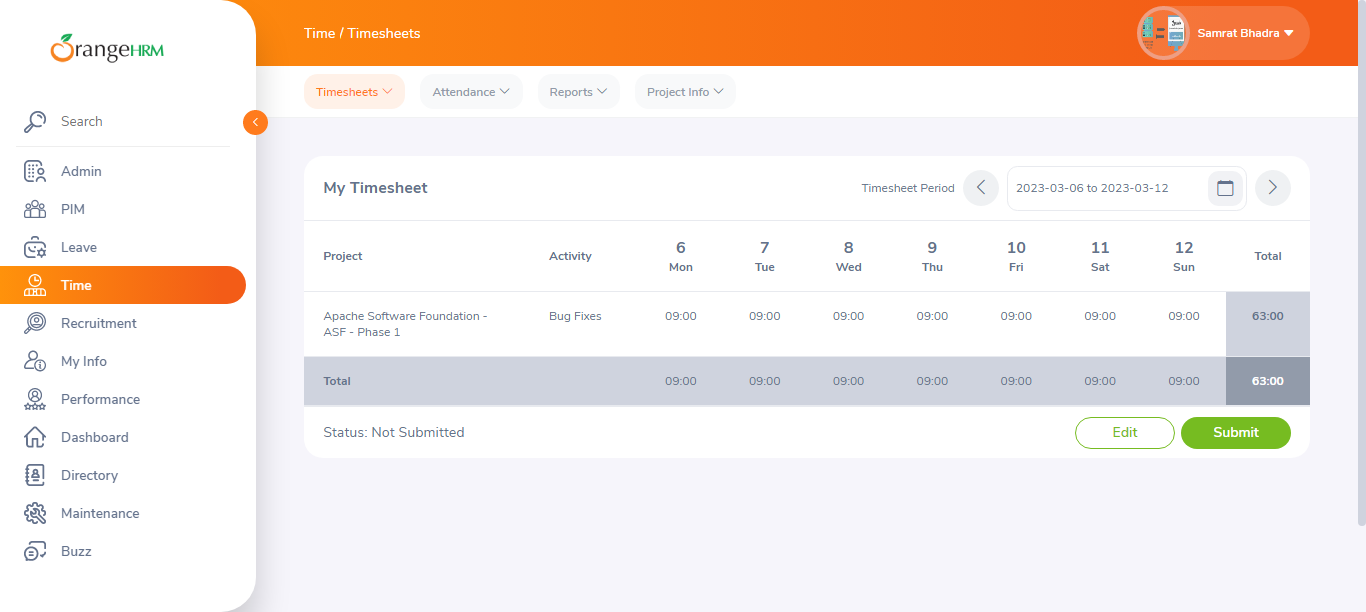 OrangeHRM
Time / Timesheets
Samrat Bhadra
Timesheets
Attendance
Reports
Project Info
Search
Admin
PIM
Leave
Time
Recruitment
My Info
Performance
Dashboard
Directory
Maintenance
Buzz
My Timesheet
Timesheet Period
2023-03-06 to 2023-03-12
Project Activity 6 7 8 9 10 11 12 Total
Mon Tue Wed Thu Fri Sat Sun
Apache Software Foundation - Bug Fixes 09:00 09:00 09:00 09:00 09:00 09:00 09:00 63:00
ASF - Phase 1
Total 09:00 09:00 09:00 09:00 09:00 09:00 09:00 63:00
Status: Not Submitted
Edit
Submit